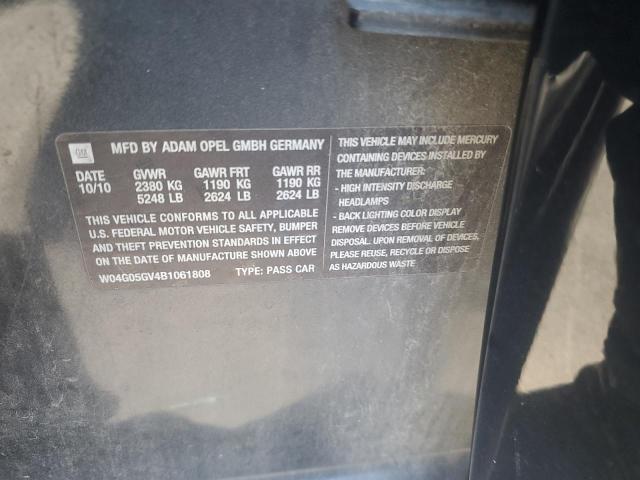 GM
MFD BY ADAM OPEL GMBH GERMANY
DATE GVWR GAWR FRT GAWR RR
10/10 2380 KG 1190 KG 1190 KG
5248 LB 2624 LB 2624 LB
THIS VEHICLE CONFORMS TO ALL APPLICABLE
U.S. FEDERAL MOTOR VEHICLE SAFETY, BUMPER
AND THEFT PREVENTION STANDARDS IN EFFECT
ON THE DATE OF MANUFACTURE SHOWN ABOVE
W04G05GV4B1061808 TYPE: PASS CAR
THIS VEHICLE MAY INCLUDE MERCURY
CONTAINING DEVICES INSTALLED BY
THE MANUFACTURER:
- HIGH INTENSITY DISCHARGE
HEADLAMPS
- BACK LIGHTING COLOR DISPLAY
REMOVE DEVICES BEFORE VEHICLE
DISPOSAL. UPON REMOVAL OF DEVICES,
PLEASE REUSE, RECYCLE OR DISPOSE
AS HAZARDOUS WASTE